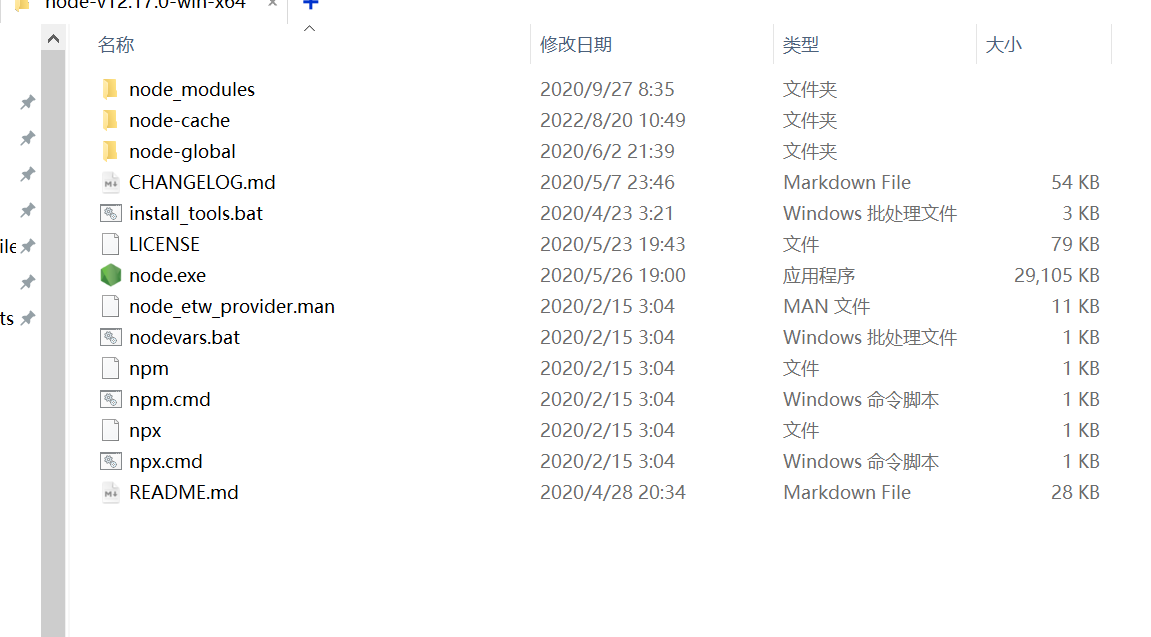 node-v12.17.0-win-x64
名称 修改日期 类型 大小
node_modules 2020/9/27 8:35 文件夹
node-cache 2022/8/20 10:49 文件夹
node-global 2020/6/2 21:39 文件夹
CHANGELOG.md 2020/5/7 23:46 Markdown File 54 KB
install_tools.bat 2020/4/23 3:21 Windows 批处理文件 3 KB
LICENSE 2020/5/23 19:43 文件 79 KB
node.exe 2020/5/26 19:00 应用程序 29,105 KB
node_etw_provider.man 2020/2/15 3:04 MAN 文件 11 KB
nodevars.bat 2020/2/15 3:04 Windows 批处理文件 1 KB
npm 2020/2/15 3:04 文件 1 KB
npm.cmd 2020/2/15 3:04 Windows 命令脚本 1 KB
npx 2020/2/15 3:04 文件 1 KB
npx.cmd 2020/2/15 3:04 Windows 命令脚本 1 KB
README.md 2020/4/28 20:34 Markdown File 28 KB